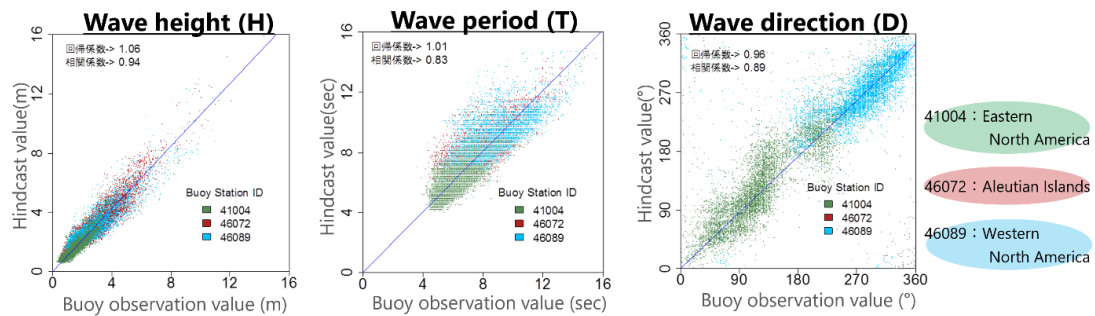 Wave height (H)
16
12
8
4
0
0
4
8
12
16
回帰係数-> 1.06
相関係数-> 0.94
Buoy Station ID
41004
46072
46089
Hindcast value(m)
Buoy observation value (m)
Wave period (T)
16
12
8
4
0
0
4
8
12
16
回帰係数-> 1.01
相関係数-> 0.83
Buoy Station ID
41004
46072
46089
Hindcast value(sec)
Buoy observation value (sec)
Wave direction (D)
360
270
180
90
0
0
90
180
270
360
回帰係数-> 0.96
相関係数-> 0.89
Buoy Station ID
41004
46072
46089
Hindcast value(°)
Buoy observation value (°)
41004：Eastern
North America
46072：Aleutian Islands
46089：Western
North America